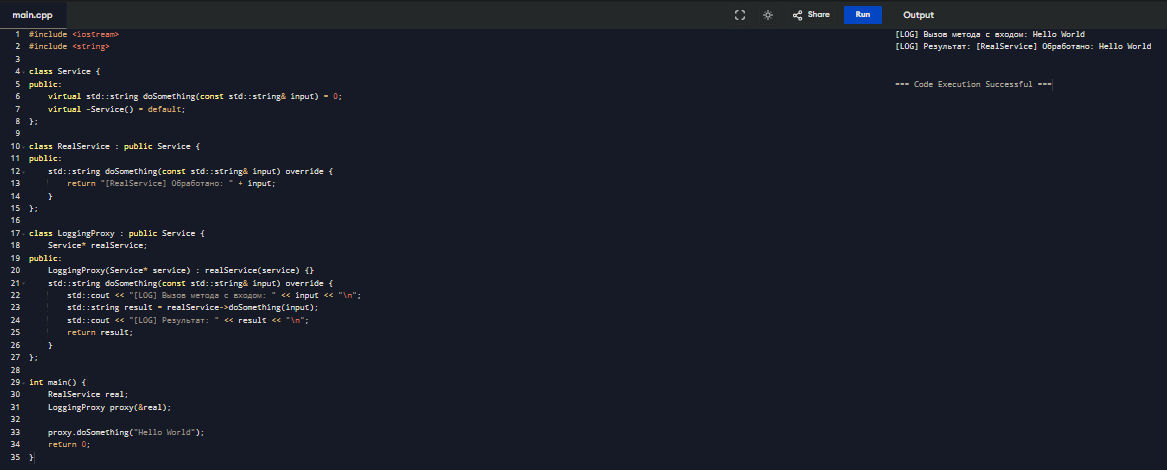 main.cpp
Share
Run
Output
1 #include <iostream>
2 #include <string>
3
4 class Service {
5 public:
6     virtual std::string doSomething(const std::string& input) = 0;
7     virtual ~Service() = default;
8 };
9
10 class RealService : public Service {
11 public:
12     std::string doSomething(const std::string& input) override {
13         return "[RealService] Обработано: " + input;
14     }
15 };
16
17 class LoggingProxy : public Service {
18     Service* realService;
19 public:
20     LoggingProxy(Service* service) : realService(service) {}
21     std::string doSomething(const std::string& input) override {
22         std::cout << "[LOG] Вызов метода с входом: " << input << "\n";
23         std::string result = realService->doSomething(input);
24         std::cout << "[LOG] Результат: " << result << "\n";
25         return result;
26     }
27 };
28
29 int main() {
30     RealService real;
31     LoggingProxy proxy(&real);
32
33     proxy.doSomething("Hello World");
34     return 0;
35 }
[LOG] Вызов метода с входом: Hello World
[LOG] Результат: [RealService] Обработано: Hello World
=== Code Execution Successful ===